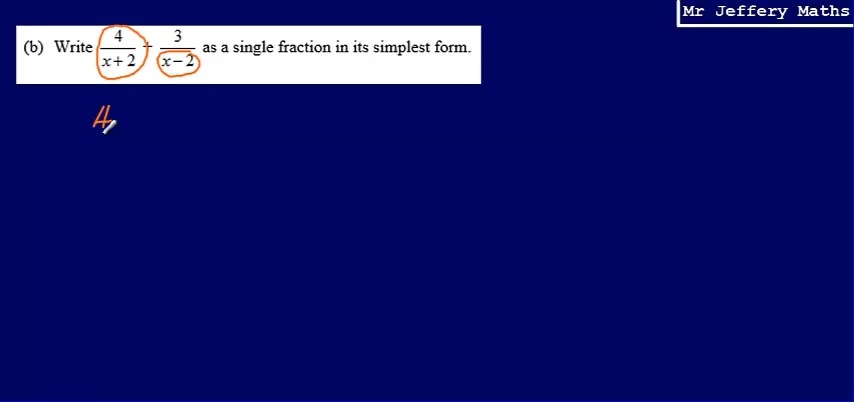 Mr Jeffery Maths
(b) Write 4/(x+2) + 3/(x−2) as a single fraction in its simplest form.
4